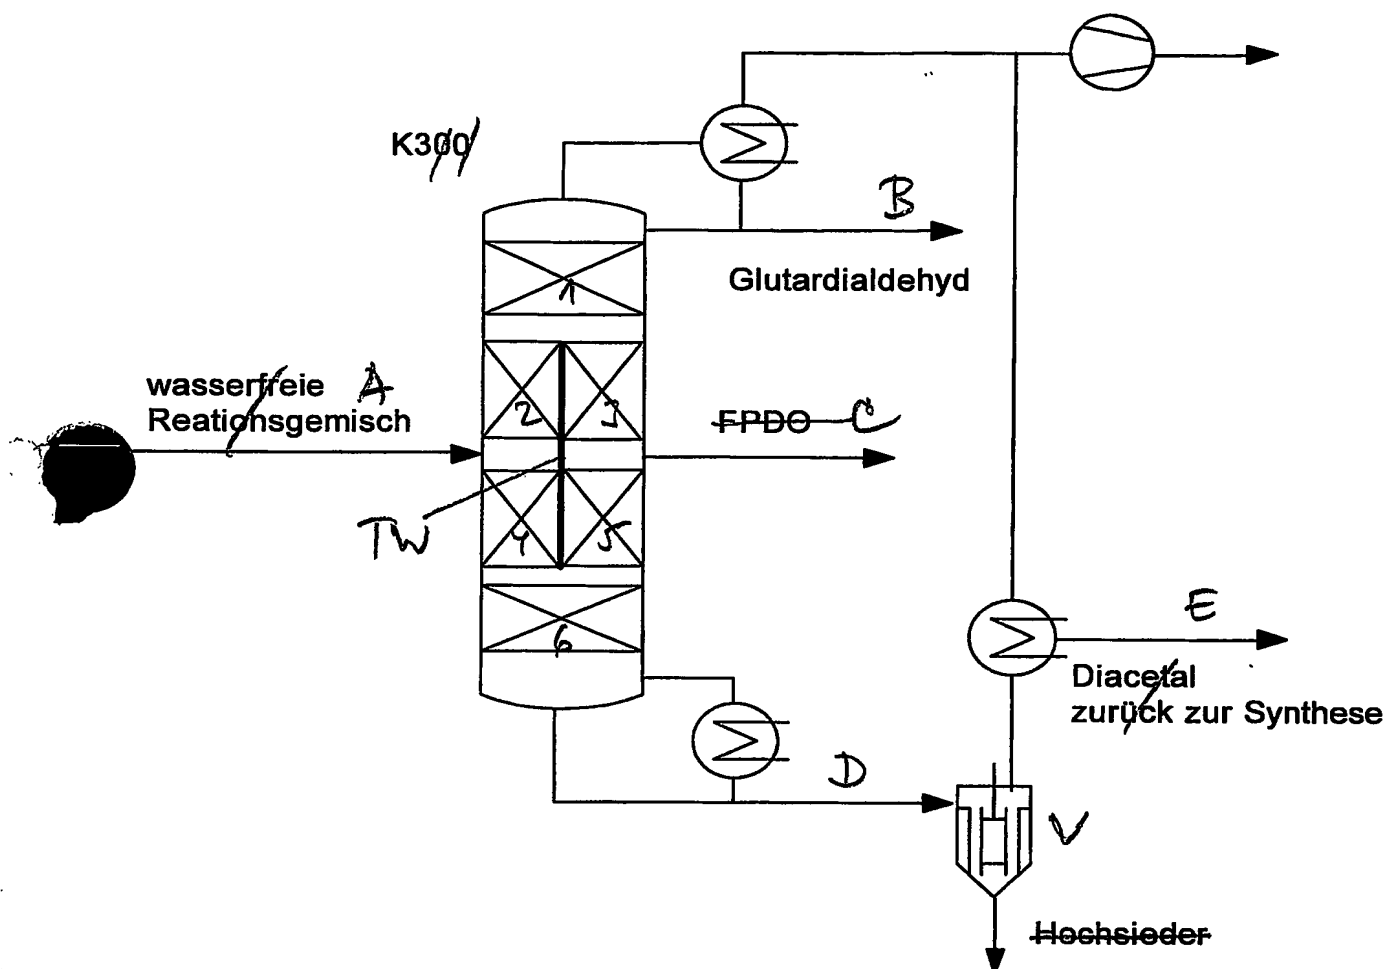 K300
B
Glutardialdehyd
1
wasserfreie A
Reationsgemisch
2
3
FPDO C
TW
4
5
6
E
Diacetal
zurück zur Synthese
D
V
Hochsieder